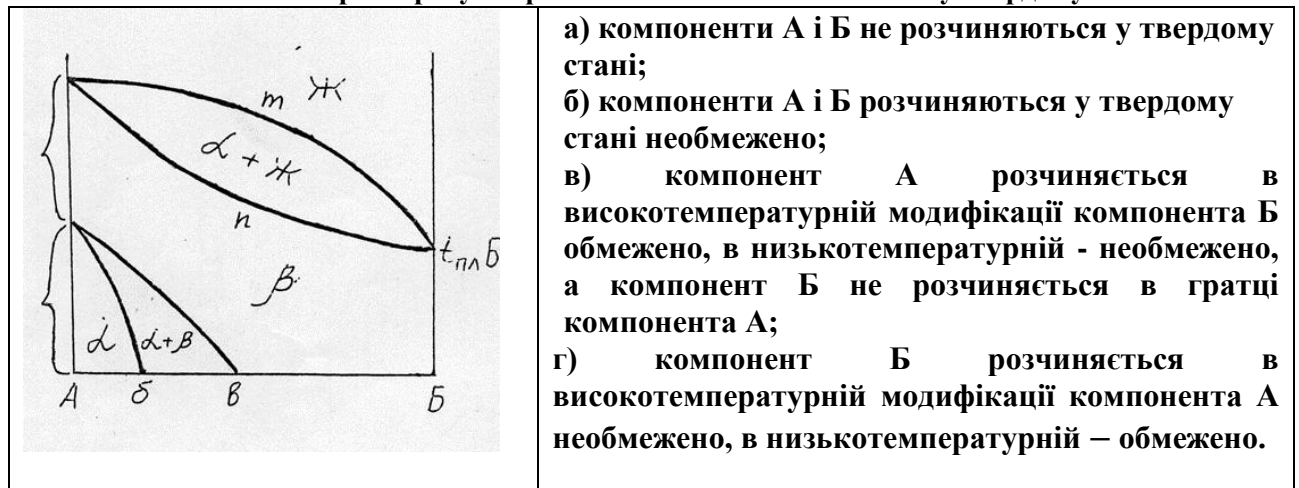 а) компоненти А і Б не розчиняються у твердому
стані;
б) компоненти А і Б розчиняються у твердому
стані необмежено;
в) компонент А розчиняється в
високотемпературній модифікації компонента Б
обмежено, в низькотемпературній - необмежено,
а компонент Б не розчиняється в гратці
компонента А;
г) компонент Б розчиняється в
високотемпературній модифікації компонента А
необмежено, в низькотемпературній – обмежено.
m Ж
α + Ж
n
tпл Б
β
α α+β
А б в Б